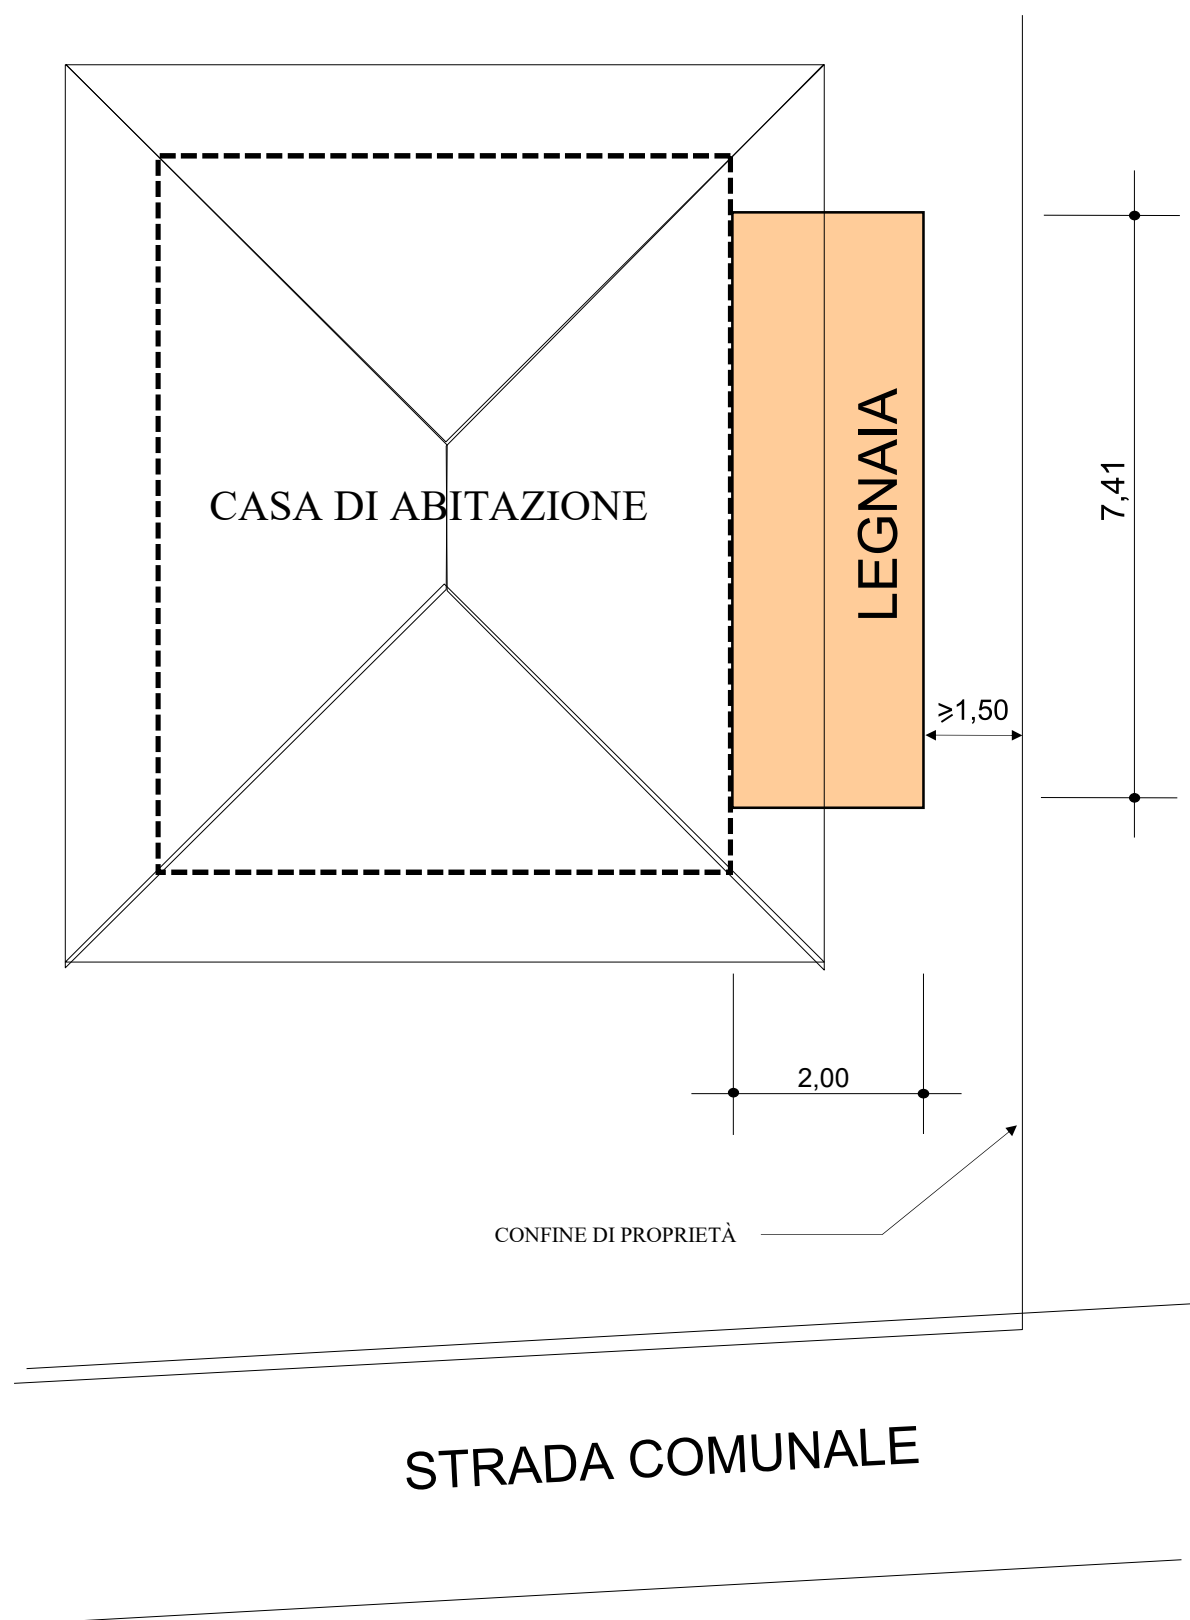 CASA DI ABITAZIONE
LEGNAIA
7,41
⩾1,50
2,00
CONFINE DI PROPRIETÀ
STRADA COMUNALE